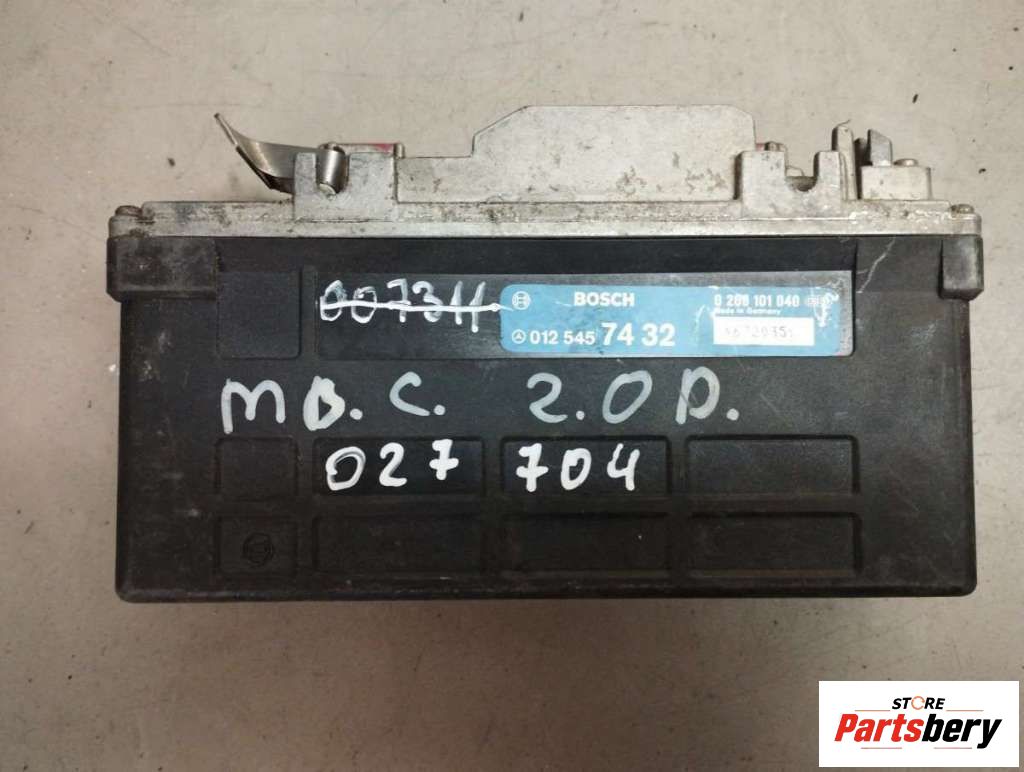 007311
BOSCH
0 265 101 040
Made in Germany
012 545 74 32
MB. C. 2.0 D.
027 704
STORE
Partsbery